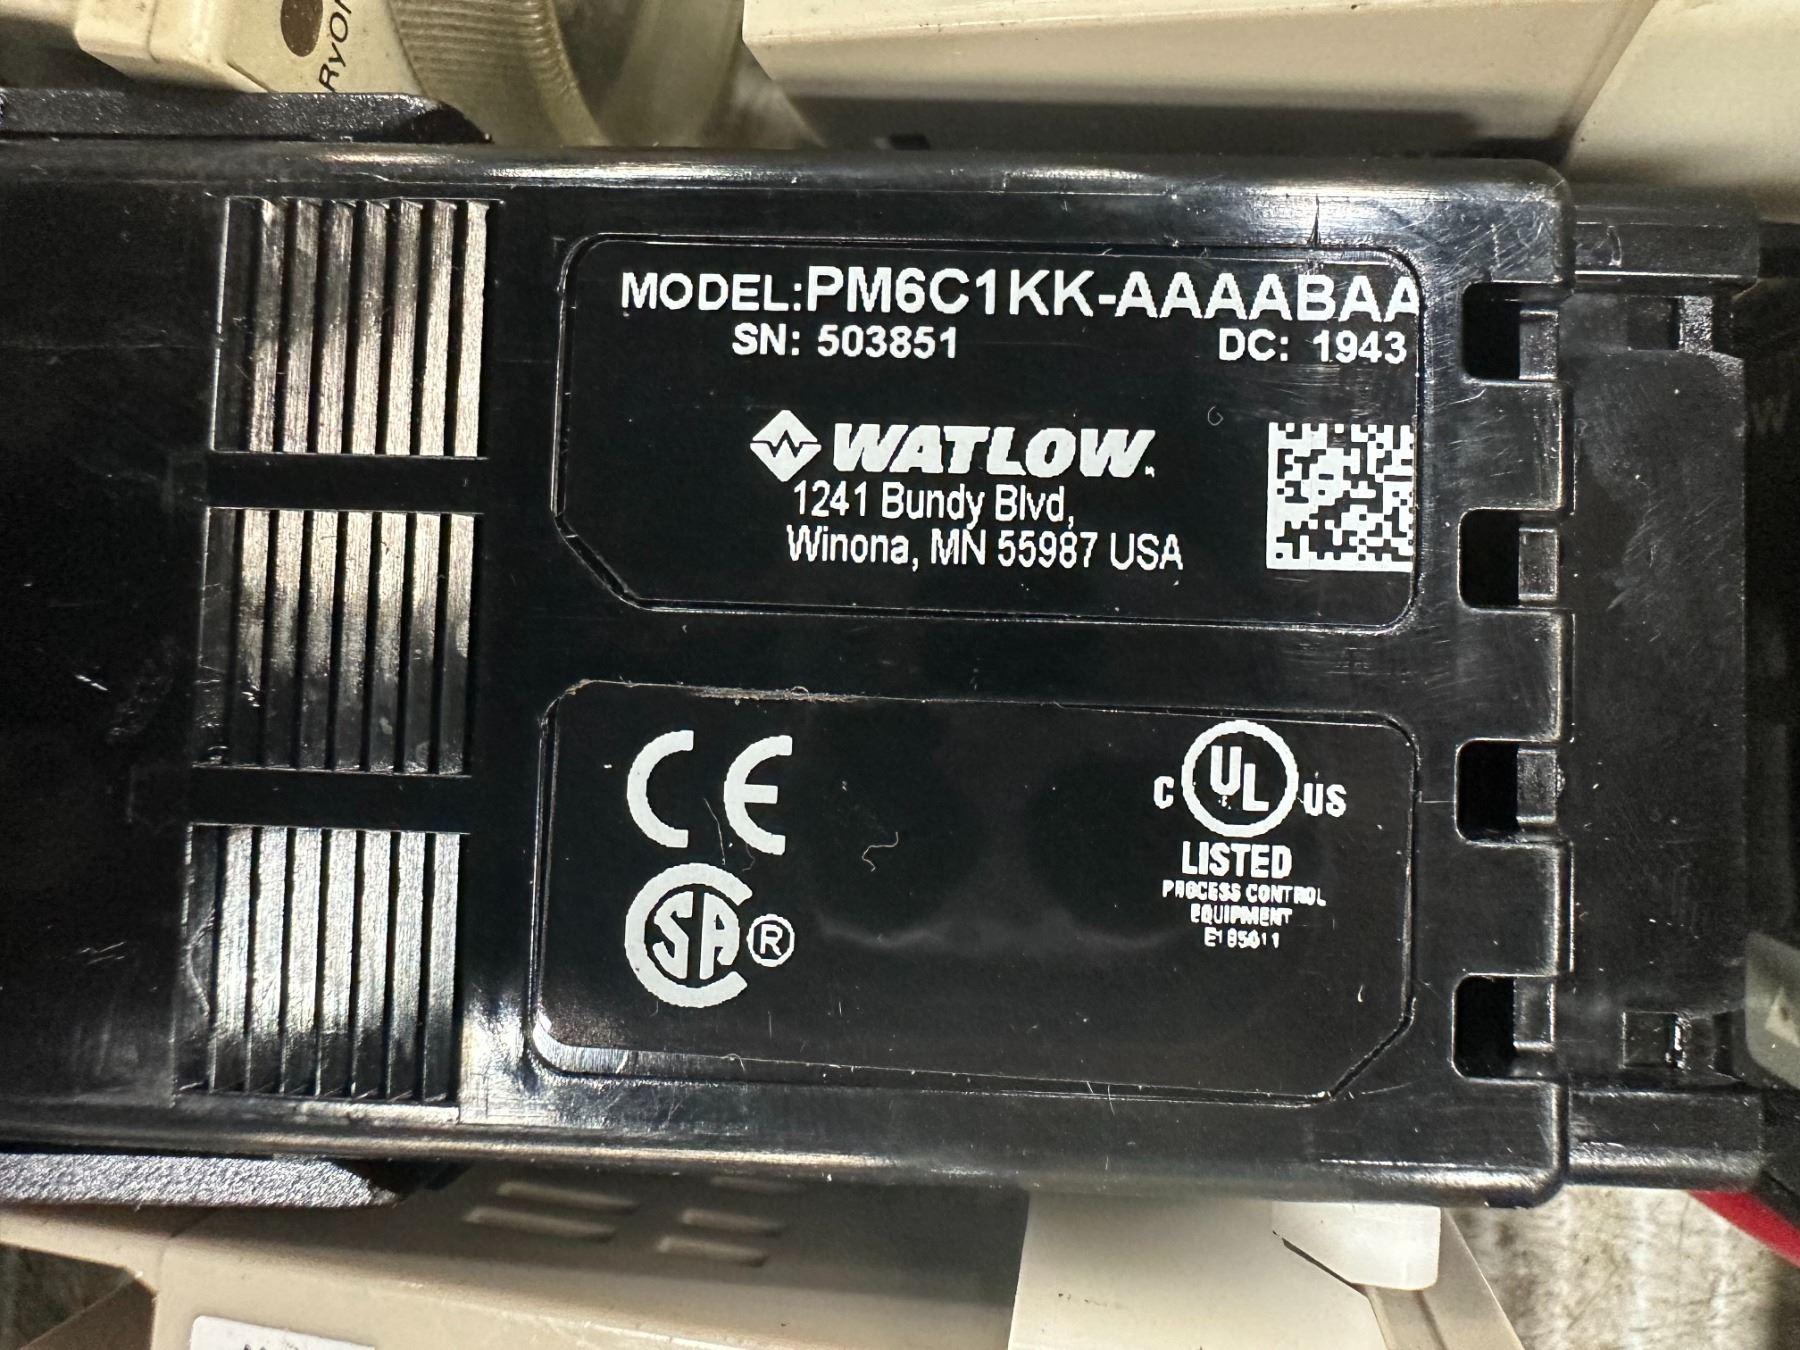 MODEL:PM6C1KK-AAAABAA
SN: 503851
DC: 1943
WATLOW
1241 Bundy Blvd,
Winona, MN 55987 USA
CE
C UL US
LISTED
PROCESS CONTROL
EQUIPMENT
SA ®